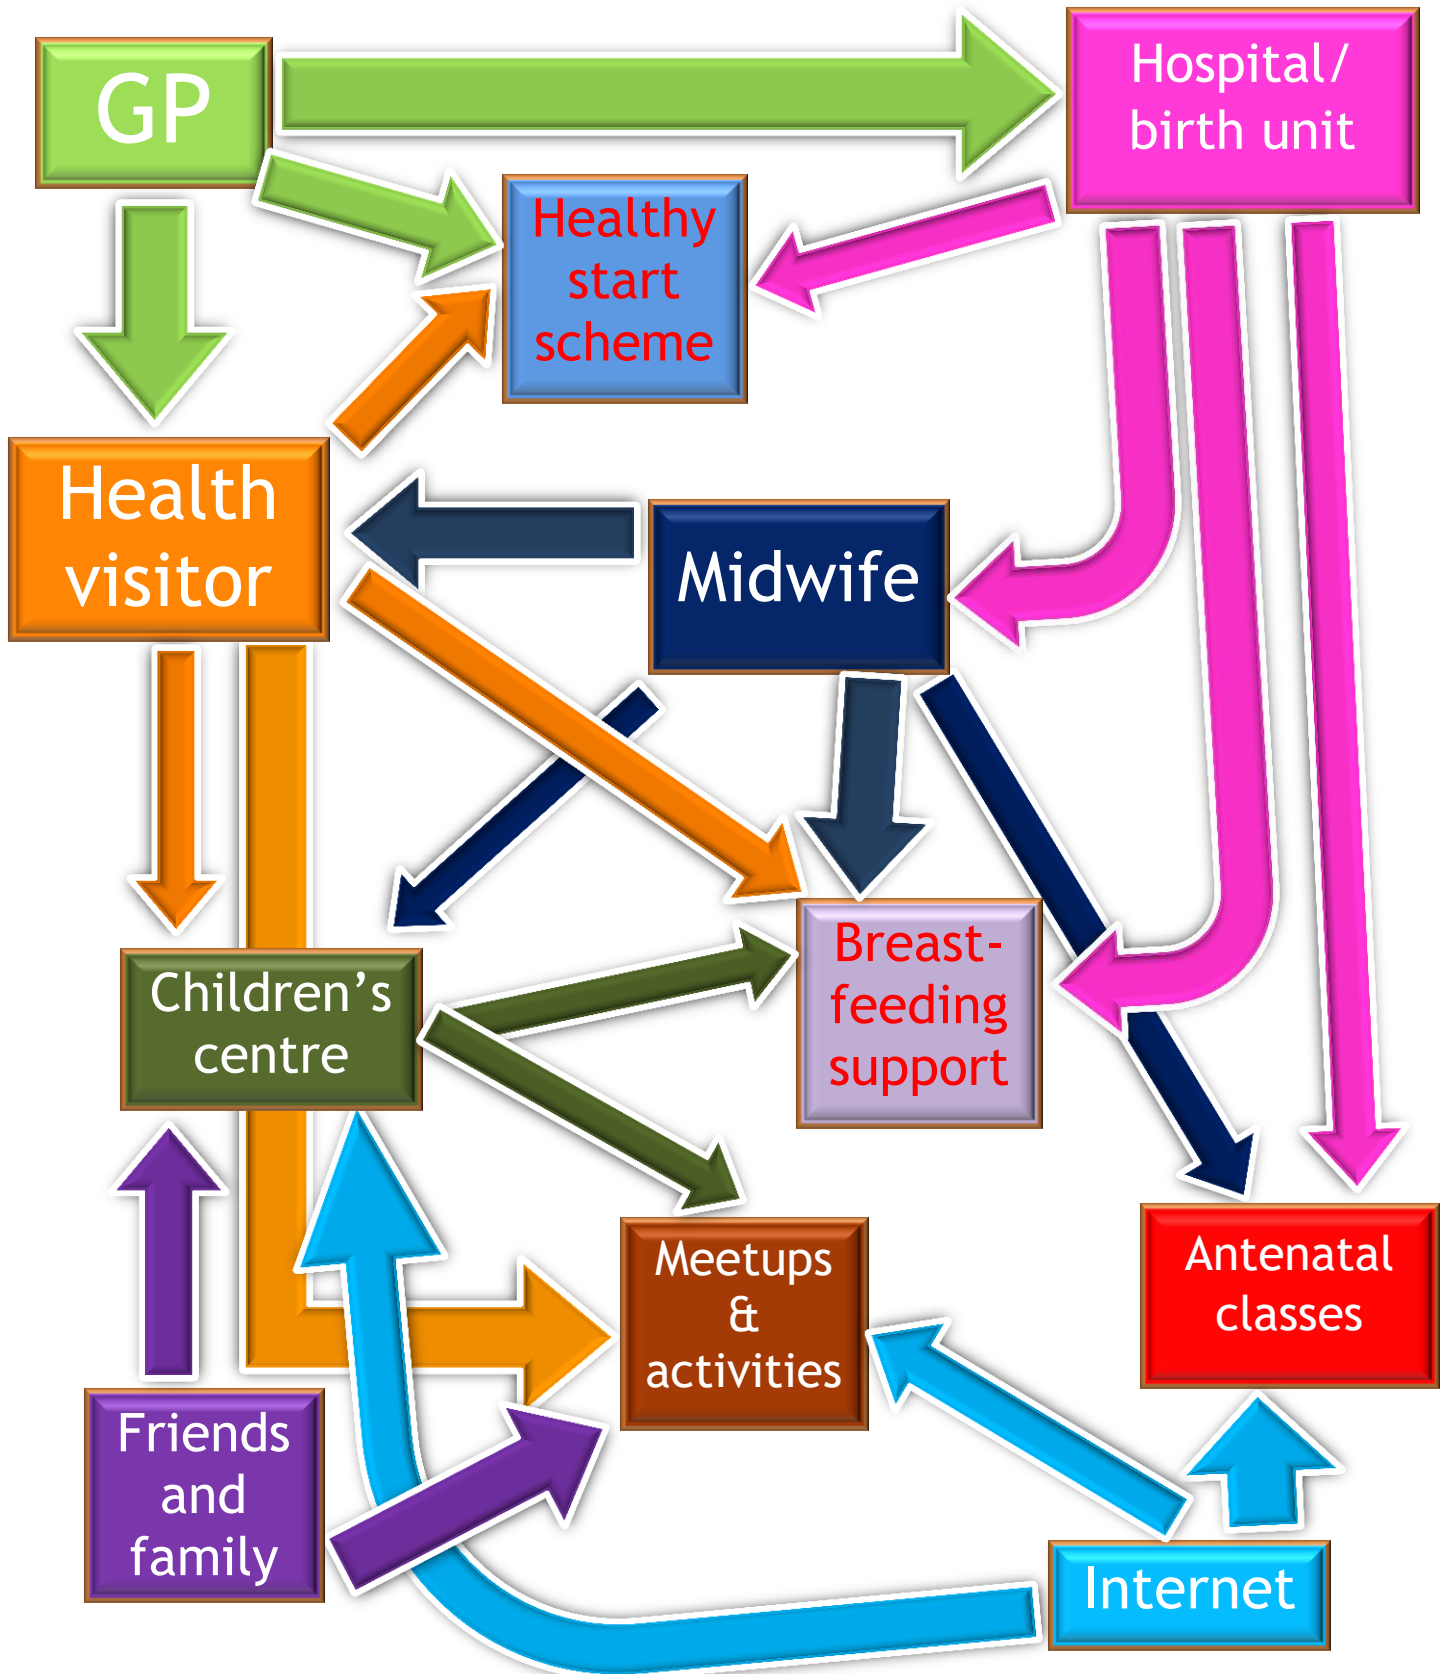 GP
Hospital/
birth unit
Healthy
start
scheme
Health
visitor
Midwife
Breast-
feeding
support
Children’s
centre
Meetups
&
activities
Antenatal
classes
Friends
and
family
Internet